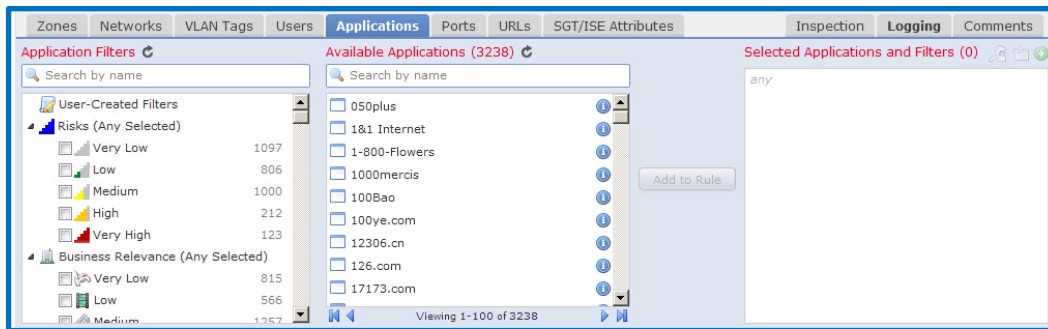 Zones Networks VLAN Tags Users Applications Ports URLs SGT/ISE Attributes Inspection Logging Comments
Application Filters
Search by name
User-Created Filters
Risks (Any Selected)
Very Low 1097
Low 806
Medium 1000
High 212
Very High 123
Business Relevance (Any Selected)
Very Low 815
Low 566
Medium 1257
Available Applications (3238)
Search by name
050plus
1&1 Internet
1-800-Flowers
1000mercis
100Bao
100ye.com
12306.cn
126.com
17173.com
Viewing 1-100 of 3238
Add to Rule
Selected Applications and Filters (0)
any